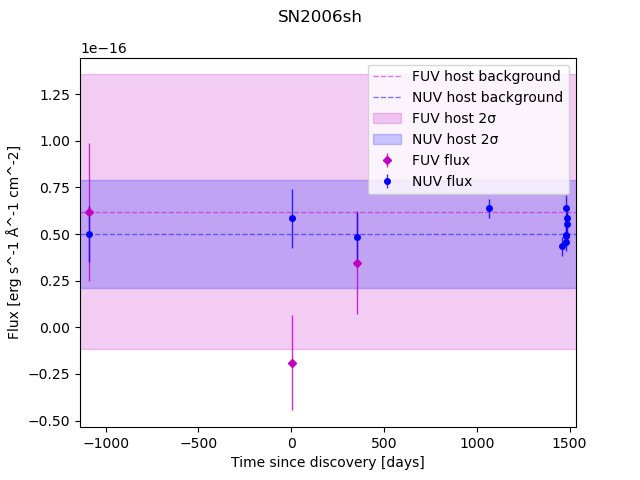 SN2006sh
1e−16
FUV host background
NUV host background
FUV host 2σ
NUV host 2σ
FUV flux
NUV flux
1.25
1.00
0.75
0.50
0.25
0.00
−0.25
−0.50
Flux [erg s^-1 Å^-1 cm^-2]
−1000 −500 0 500 1000 1500
Time since discovery [days]